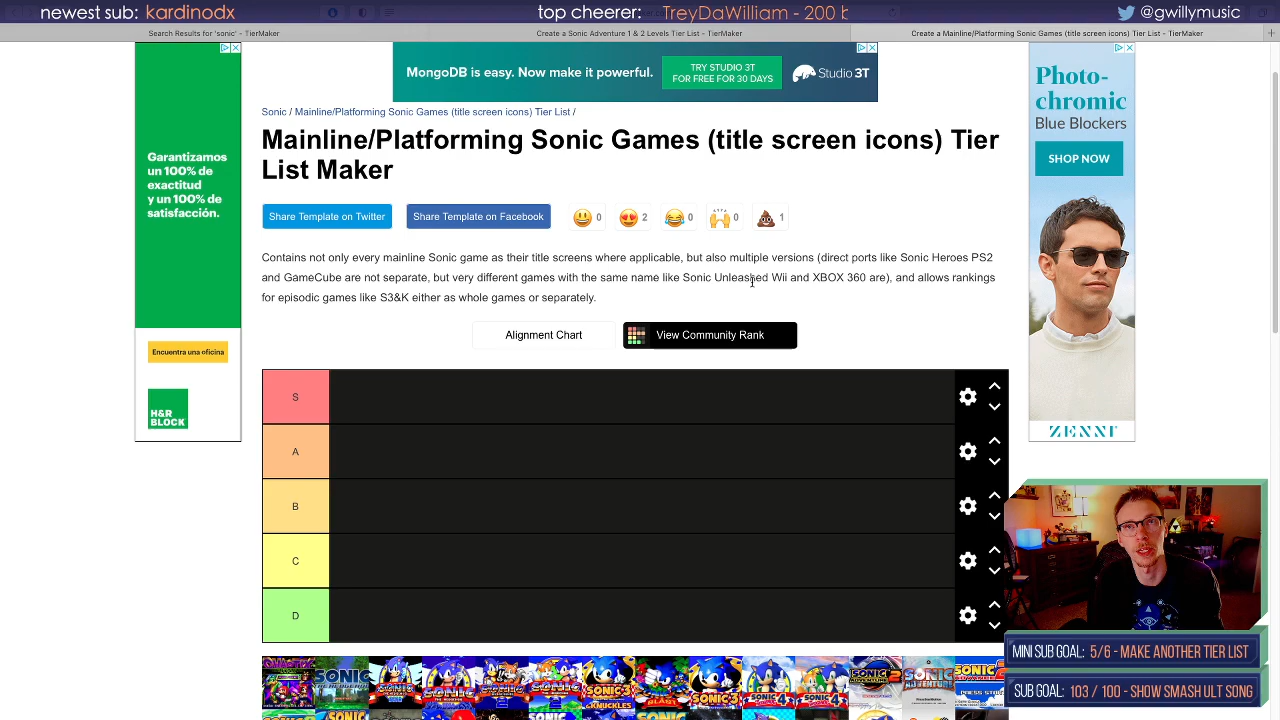 newest sub: kardinodx
top cheerer: TreyDaWilliam - 200 b
@gwillymusic
Search Results for 'sonic' - TierMaker
Create a Sonic Adventure 1 & 2 Levels Tier List - TierMaker
Create a Mainline/Platforming Sonic Games (title screen icons) Tier List - TierMaker
MongoDB is easy. Now make it powerful.
TRY STUDIO 3T
FOR FREE FOR 30 DAYS
Studio 3T
Garantizamos
un 100% de
exactitud
y un 100% de
satisfacción.
Encuentra una oficina
H&R
BLOCK
Photo-
chromic
Blue Blockers
SHOP NOW
ZENNI
Sonic / Mainline/Platforming Sonic Games (title screen icons) Tier List /
Mainline/Platforming Sonic Games (title screen icons) Tier
List Maker
Share Template on Twitter
Share Template on Facebook
0
2
0
0
1
Contains not only every mainline Sonic game as their title screens where applicable, but also multiple versions (direct ports like Sonic Heroes PS2
and GameCube are not separate, but very different games with the same name like Sonic Unleashed Wii and XBOX 360 are), and allows rankings
for episodic games like S3&K either as whole games or separately.
Alignment Chart
View Community Rank
S
A
B
C
D
MINI SUB GOAL: 5/6 - MAKE ANOTHER TIER LIST
SUB GOAL: 103 / 100 - SHOW SMASH ULT SONG